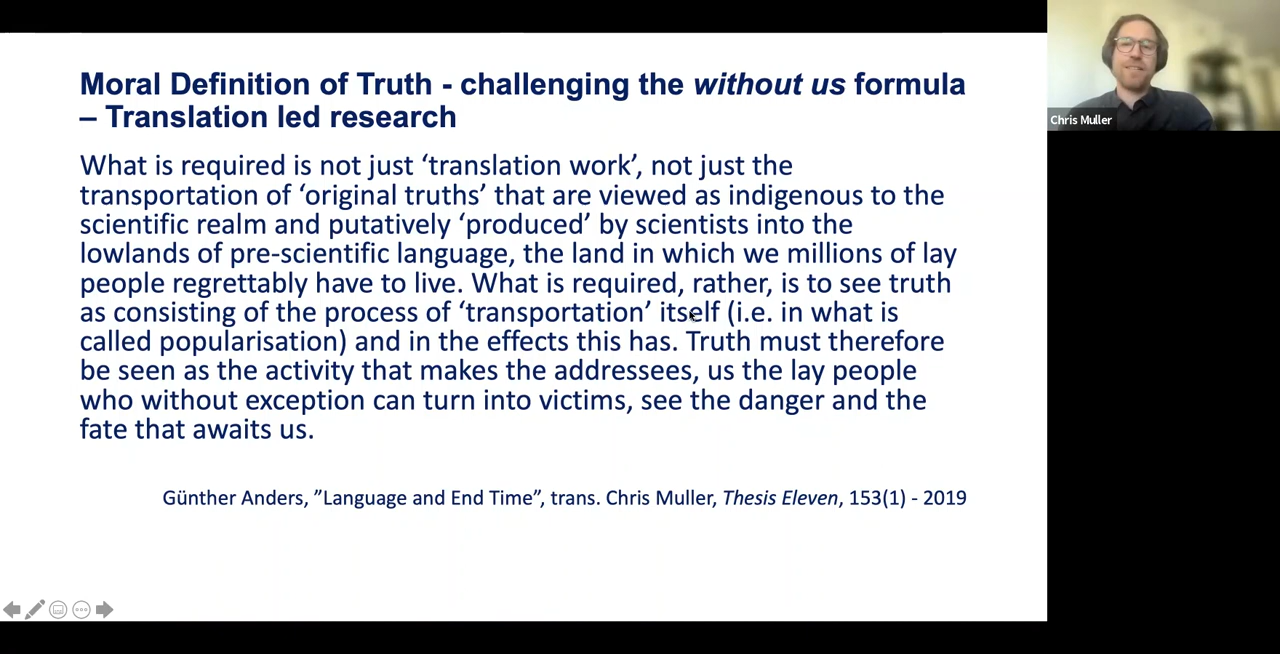 Moral Definition of Truth - challenging the without us formula
– Translation led research
What is required is not just ‘translation work’, not just the
transportation of ‘original truths’ that are viewed as indigenous to the
scientific realm and putatively ‘produced’ by scientists into the
lowlands of pre-scientific language, the land in which we millions of lay
people regrettably have to live. What is required, rather, is to see truth
as consisting of the process of ‘transportation’ itself (i.e. in what is
called popularisation) and in the effects this has. Truth must therefore
be seen as the activity that makes the addressees, us the lay people
who without exception can turn into victims, see the danger and the
fate that awaits us.
Günther Anders, ”Language and End Time”, trans. Chris Muller, Thesis Eleven, 153(1) - 2019
Chris Muller